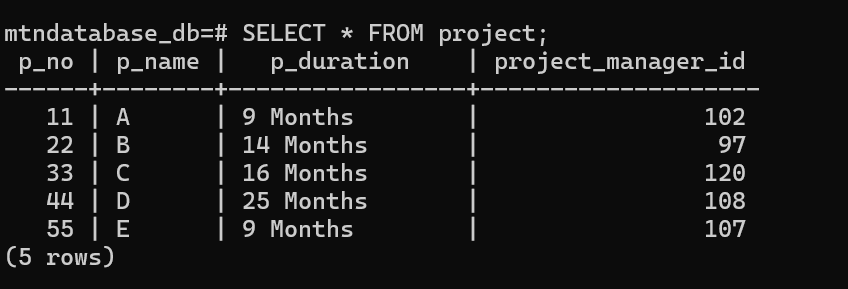 mtndatabase_db=# SELECT * FROM project;
 p_no | p_name |   p_duration    | project_manager_id
------+--------+-----------------+--------------------
   11 | A      | 9 Months        |                102
   22 | B      | 14 Months       |                 97
   33 | C      | 16 Months       |                120
   44 | D      | 25 Months       |                108
   55 | E      | 9 Months        |                107
(5 rows)